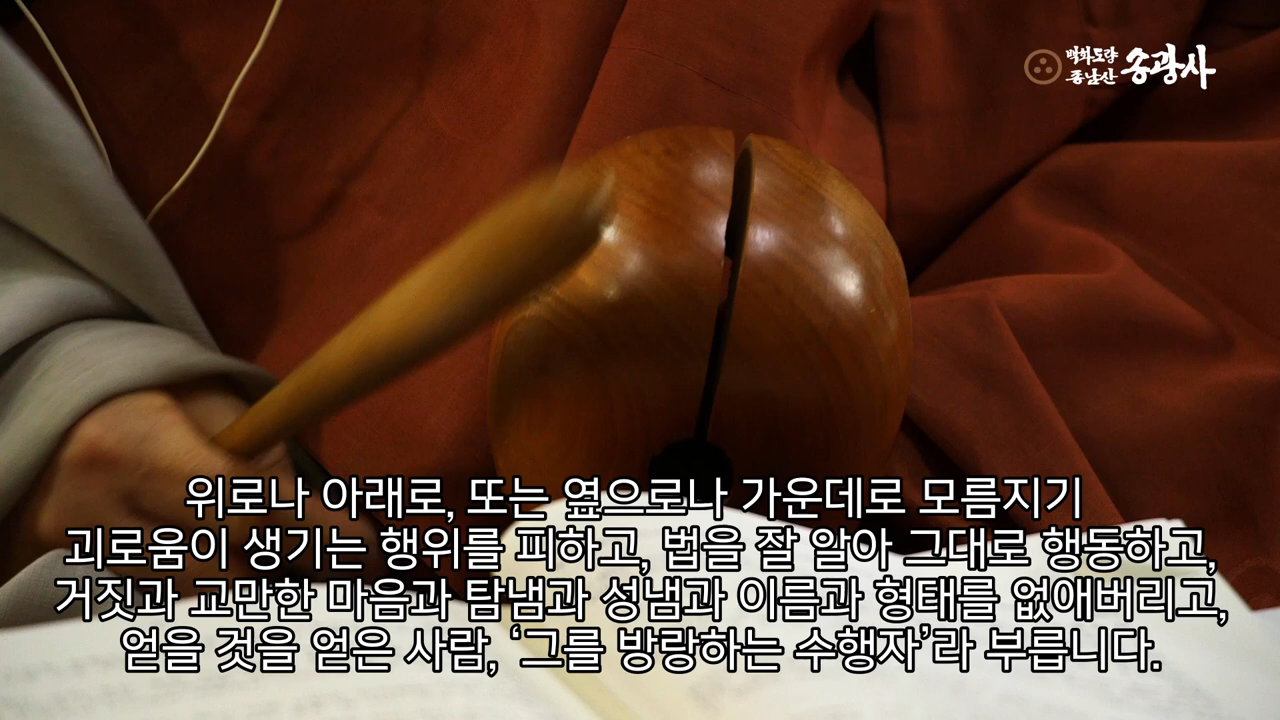 백화도량
종남산
송광사
위로나 아래로, 또는 옆으로나 가운데로 모름지기
괴로움이 생기는 행위를 피하고, 법을 잘 알아 그대로 행동하고,
거짓과 교만한 마음과 탐냄과 성냄과 이름과 형태를 없애버리고,
얻을 것을 얻은 사람, ‘그를 방랑하는 수행자’라 부릅니다.